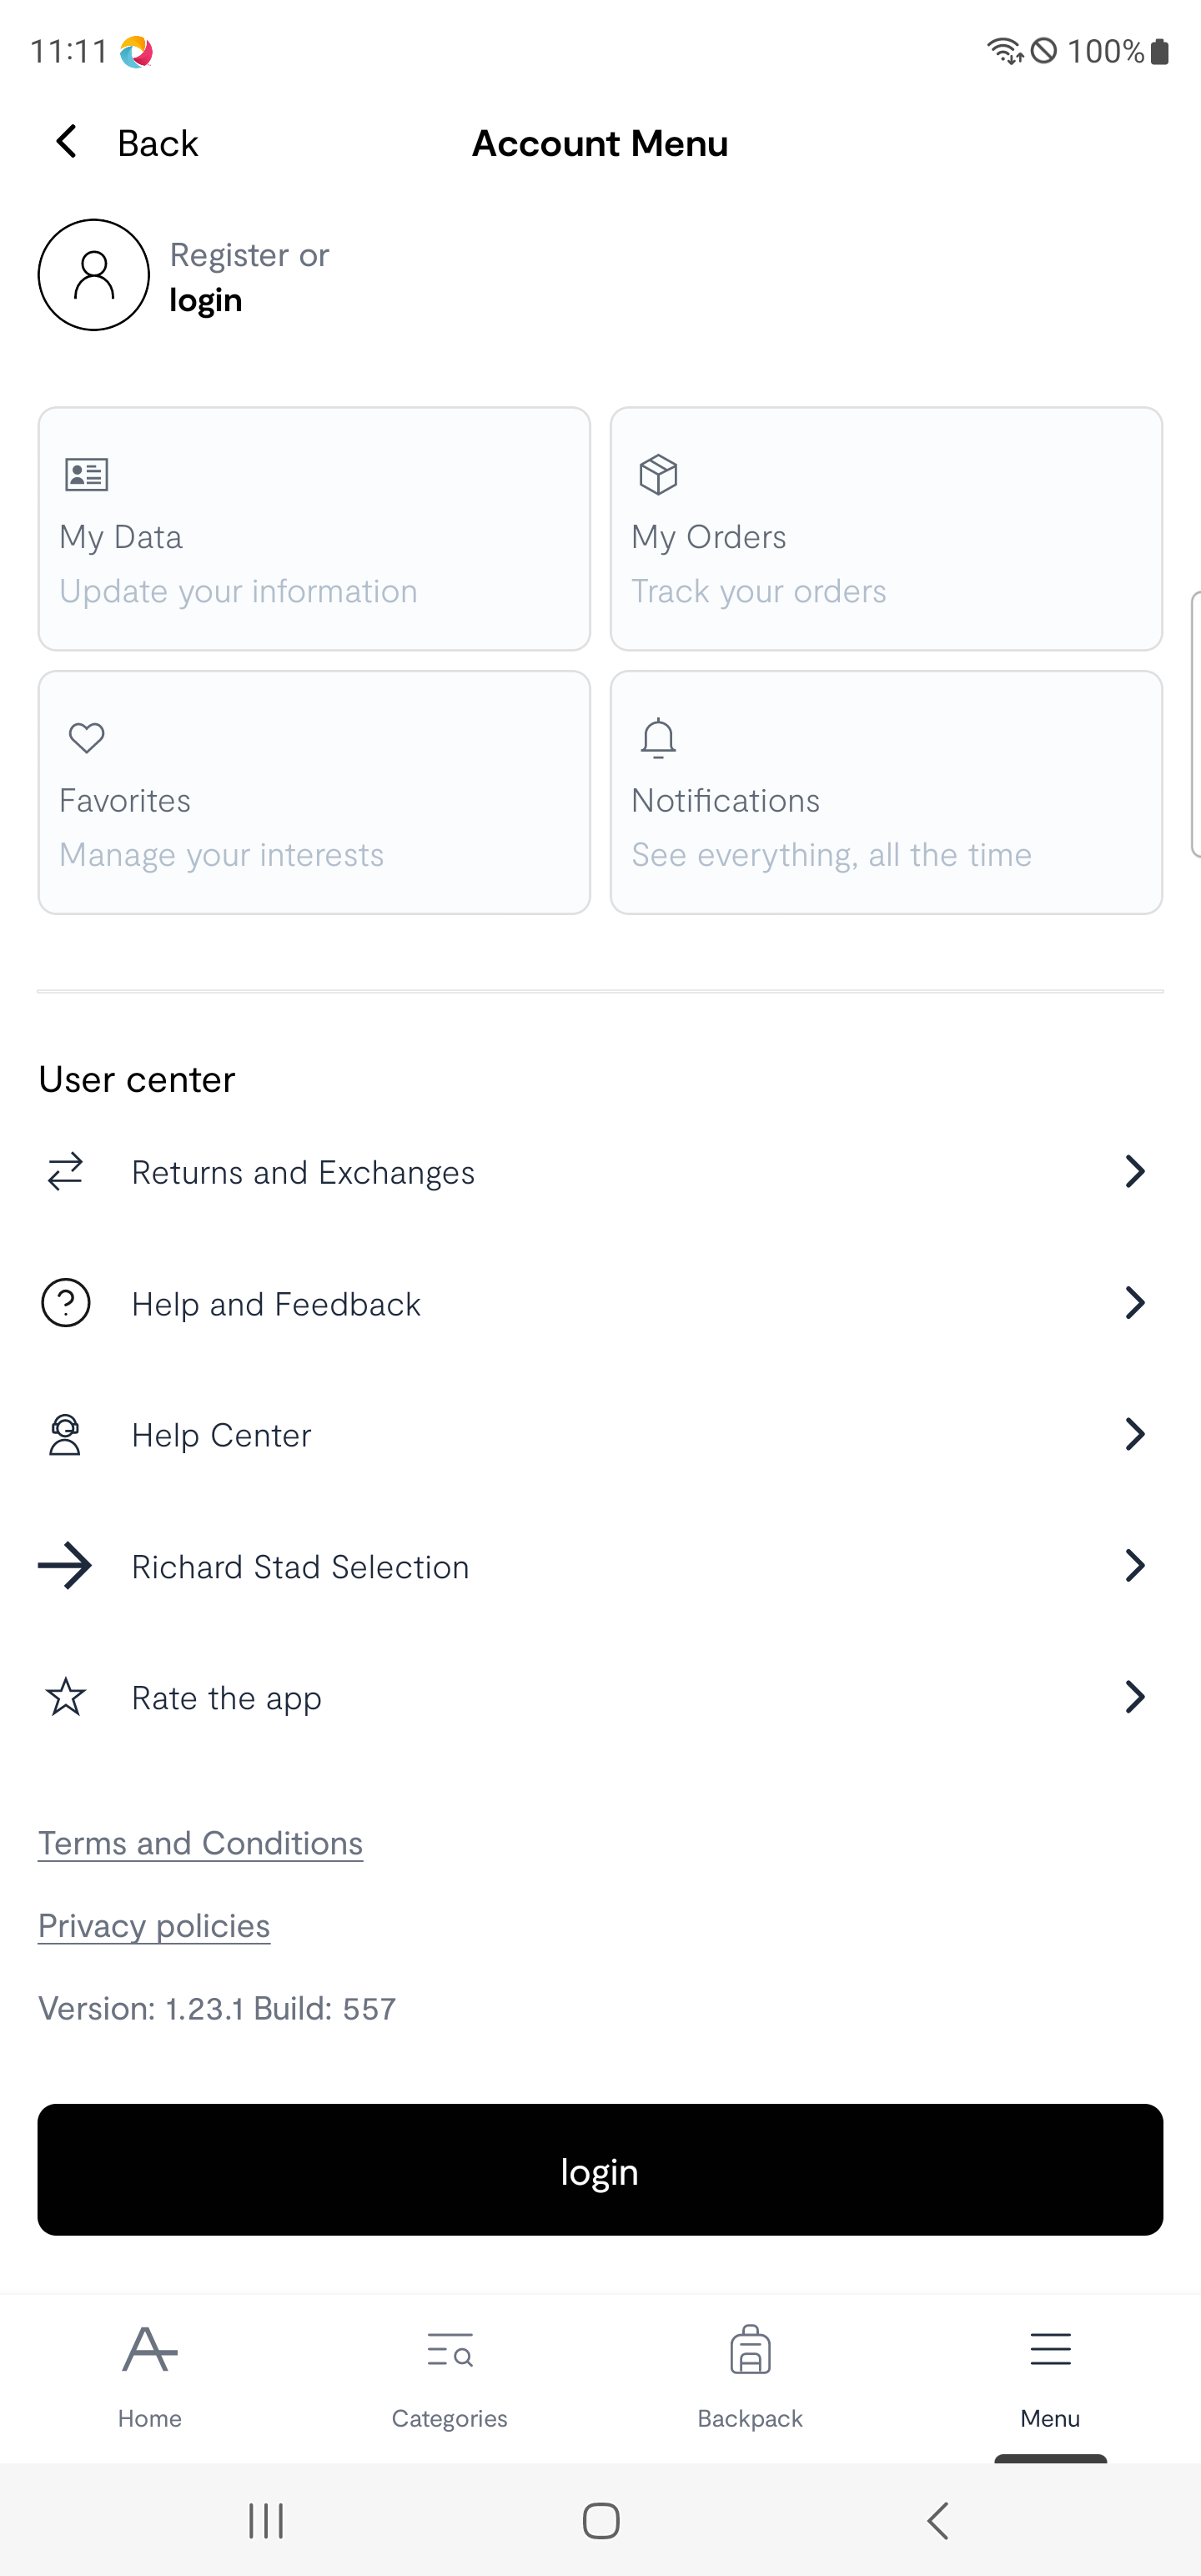 11:11
100%
Back
Account Menu
Register or
login
My Data
Update your information
My Orders
Track your orders
Favorites
Manage your interests
Notifications
See everything, all the time
User center
Returns and Exchanges
Help and Feedback
Help Center
Richard Stad Selection
Rate the app
Terms and Conditions
Privacy policies
Version: 1.23.1 Build: 557
login
Home
Categories
Backpack
Menu